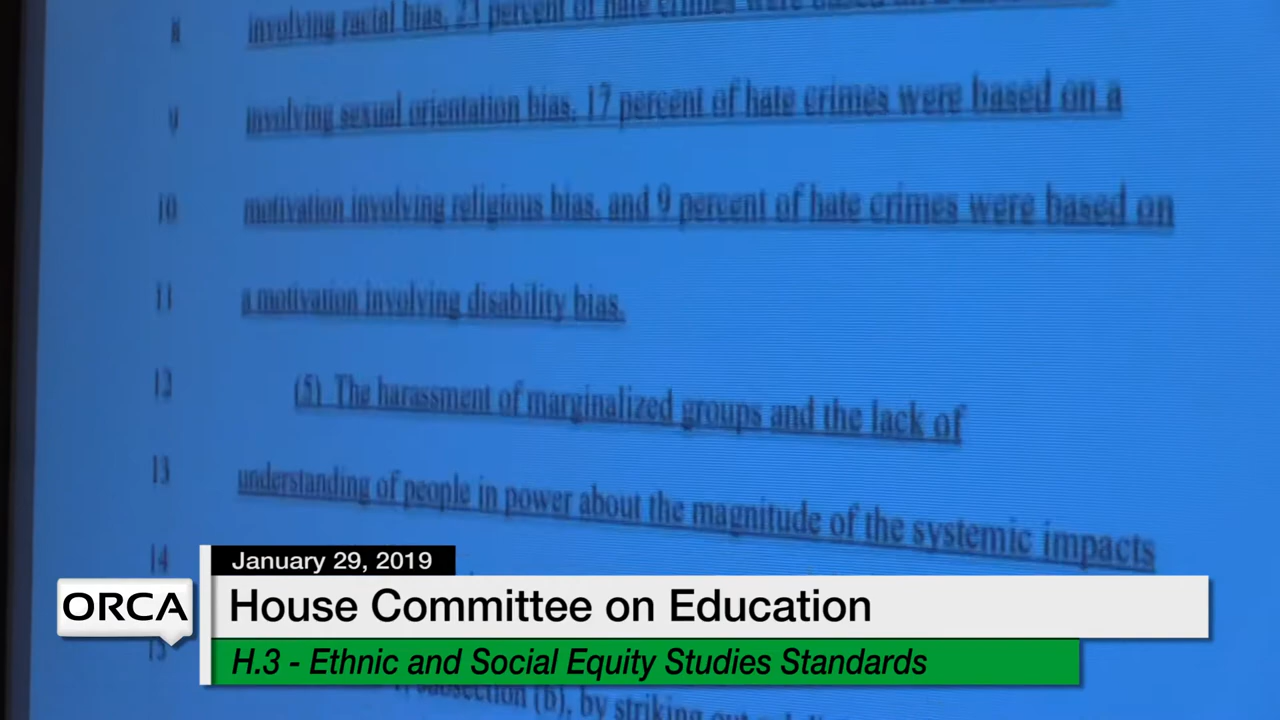 8 involving racial bias, 23 percent of hate crimes were based on a
9 involving sexual orientation bias, 17 percent of hate crimes were based on a
10 motivation involving religious bias, and 9 percent of hate crimes were based on
11 a motivation involving disability bias.
12 (5) The harassment of marginalized groups and the lack of
13 understanding of people in power about the magnitude of the systemic impacts
14
January 29, 2019
ORCA
House Committee on Education
15
H.3 - Ethnic and Social Equity Studies Standards
subsection (b), by striking out